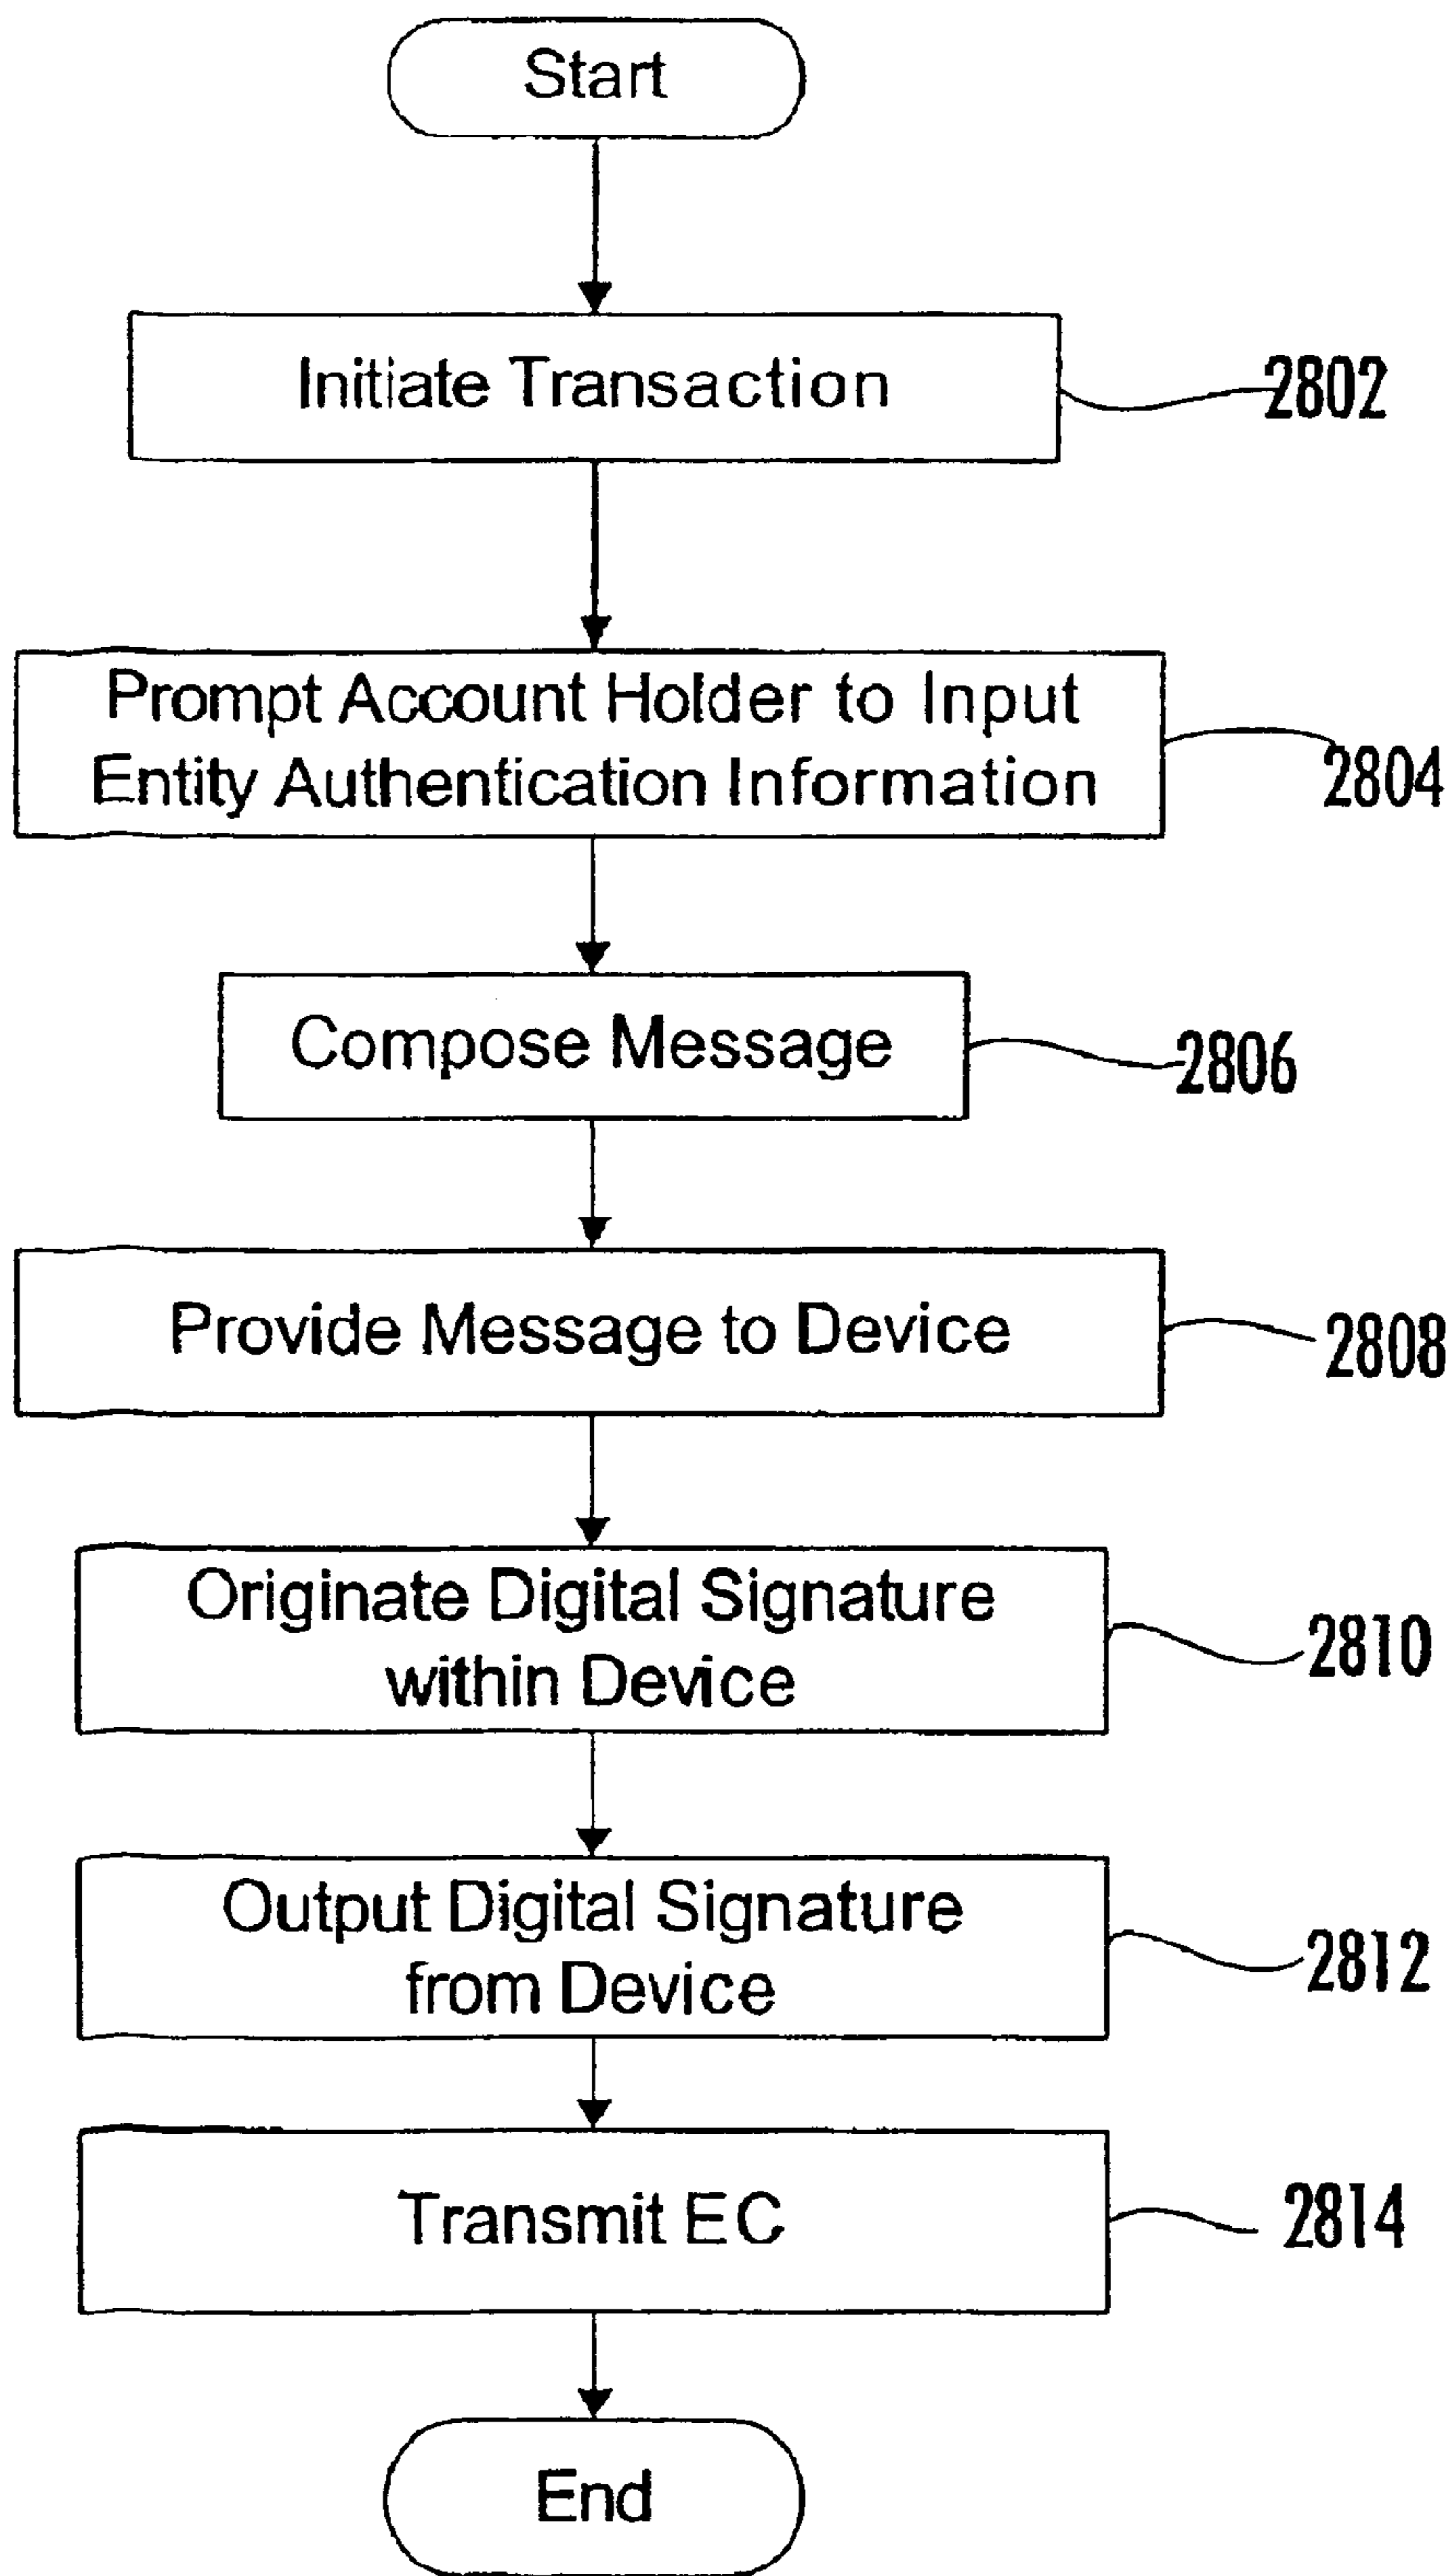 Start
Initiate Transaction
2802
Prompt Account Holder to Input
Entity Authentication Information
2804
Compose Message
2806
Provide Message to Device
2808
Originate Digital Signature
within Device
2810
Output Digital Signature
from Device
2812
Transmit EC
2814
End